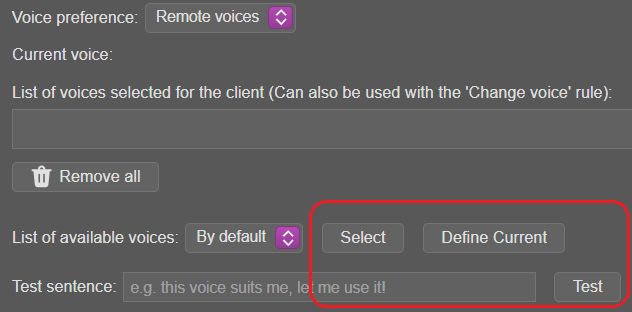 Voice preference: Remote voices
Current voice:
List of voices selected for the client (Can also be used with the 'Change voice' rule):
Remove all
List of available voices: By default Select Define Current
Test sentence: e.g. this voice suits me, let me use it! Test